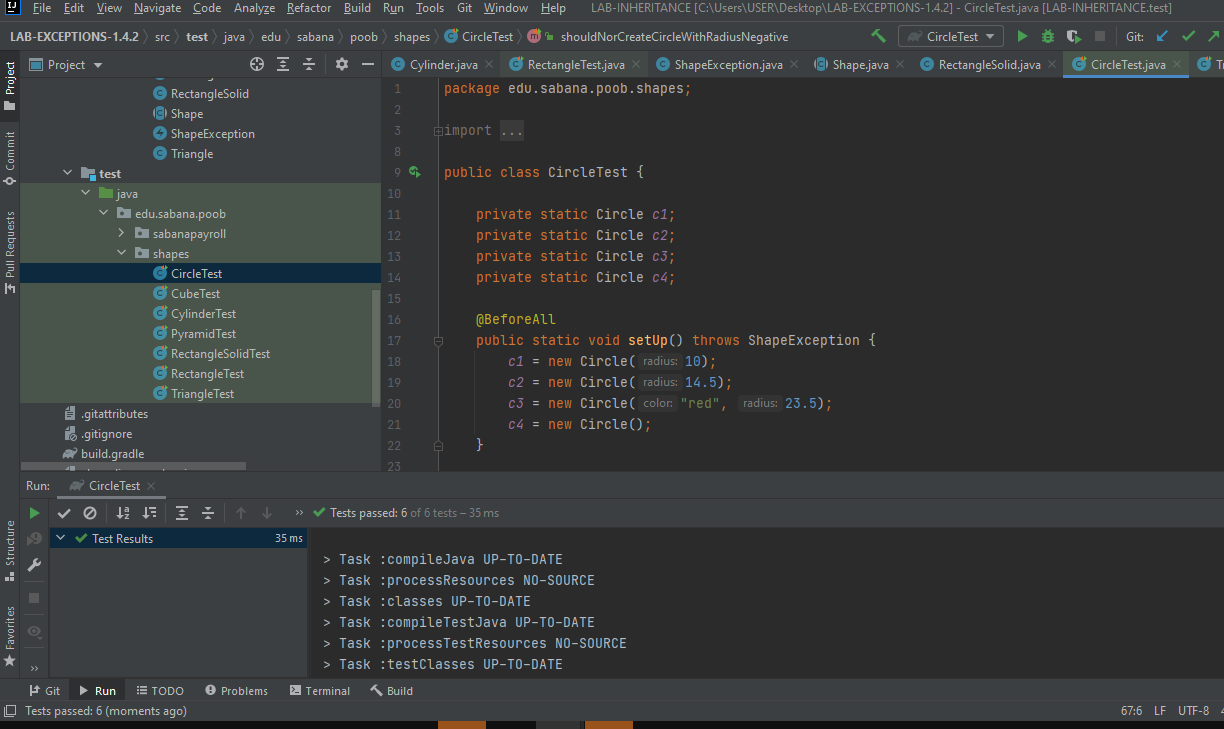 File Edit View Navigate Code Analyze Refactor Build Run Tools Git Window Help LAB-INHERITANCE [C:\Users\USER\Desktop\LAB-EXCEPTIONS-1.4.2] - CircleTest.java [LAB-INHERITANCE.test]
LAB-EXCEPTIONS-1.4.2 src test java edu sabana poob shapes CircleTest shouldNorCreateCircleWithRadiusNegative CircleTest Git:
Project
Cylinder.java RectangleTest.java ShapeException.java Shape.java RectangleSolid.java CircleTest.java
RectangleSolid
Shape
ShapeException
Triangle
test
java
edu.sabana.poob
sabanapayroll
shapes
CircleTest
CubeTest
CylinderTest
PyramidTest
RectangleSolidTest
RectangleTest
TriangleTest
.gitattributes
.gitignore
build.gradle
Project
Commit
Pull Requests
Structure
Favorites
1 package edu.sabana.poob.shapes;
2
3 import ...
8
9 public class CircleTest {
10
11 private static Circle c1;
12 private static Circle c2;
13 private static Circle c3;
14 private static Circle c4;
15
16 @BeforeAll
17 public static void setUp() throws ShapeException {
18 c1 = new Circle( radius: 10);
19 c2 = new Circle( radius: 14.5);
20 c3 = new Circle( color: "red", radius: 23.5);
21 c4 = new Circle();
22 }
23
Run: CircleTest
Tests passed: 6 of 6 tests – 35 ms
Test Results 35 ms
> Task :compileJava UP-TO-DATE
> Task :processResources NO-SOURCE
> Task :classes UP-TO-DATE
> Task :compileTestJava UP-TO-DATE
> Task :processTestResources NO-SOURCE
> Task :testClasses UP-TO-DATE
Git Run TODO Problems Terminal Build
Tests passed: 6 (moments ago) 67:6 LF UTF-8